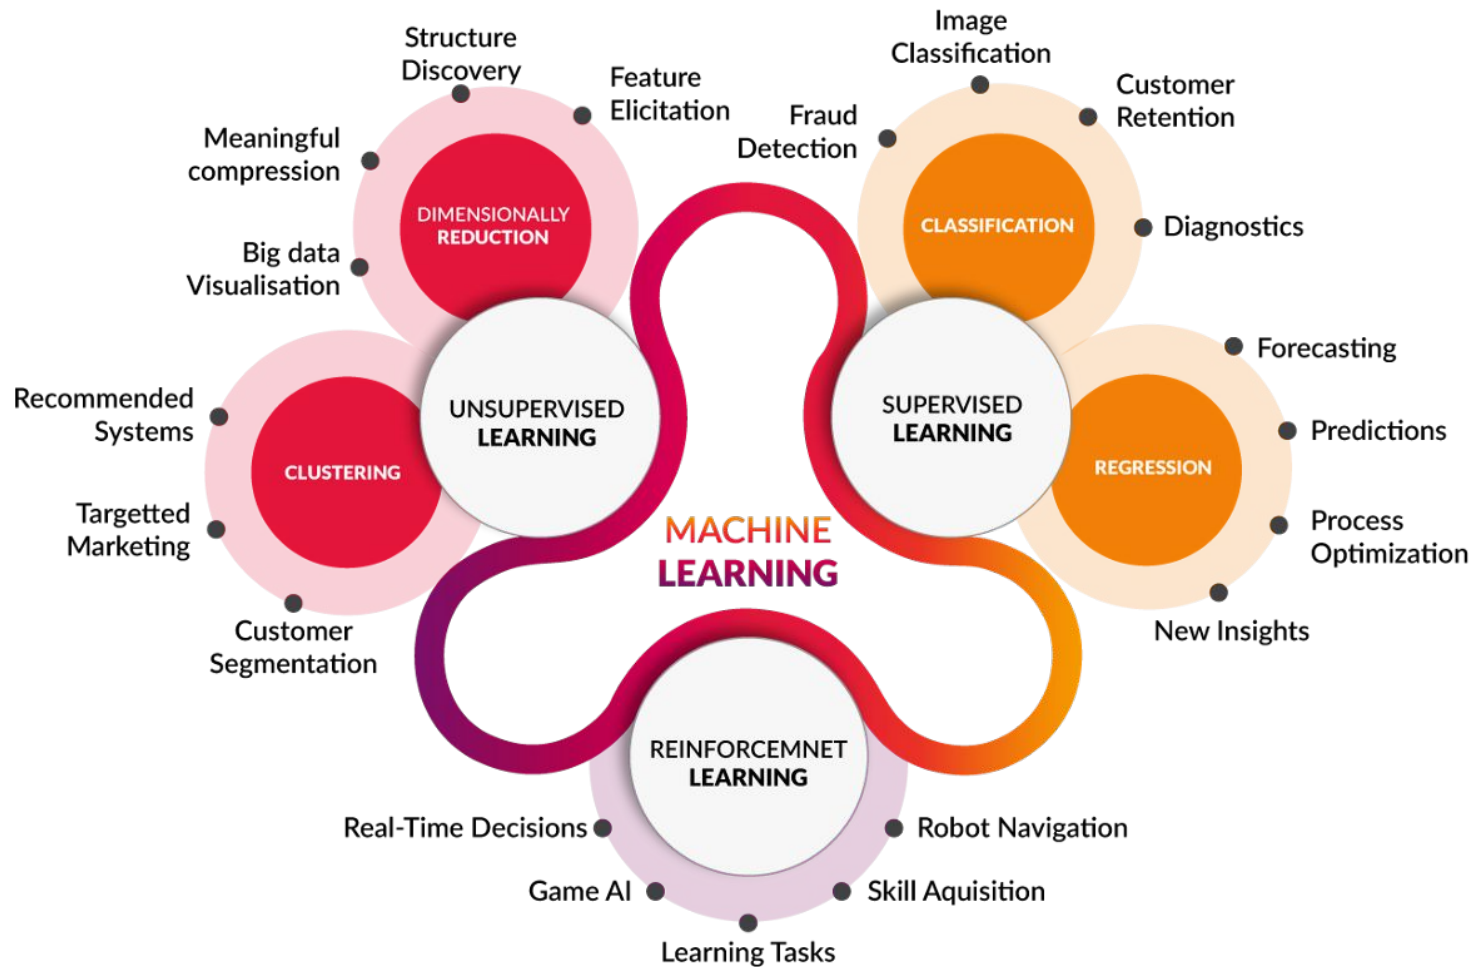 Structure
Discovery
Feature
Elicitation
Meaningful
compression
Big data
Visualisation
DIMENSIONALLY
REDUCTION
Image
Classification
Customer
Retention
Fraud
Detection
Diagnostics
CLASSIFICATION
Recommended
Systems
Targetted
Marketing
Customer
Segmentation
CLUSTERING
UNSUPERVISED
LEARNING
SUPERVISED
LEARNING
REGRESSION
Forecasting
Predictions
Process
Optimization
New Insights
MACHINE
LEARNING
REINFORCEMNET
LEARNING
Real-Time Decisions
Robot Navigation
Game AI
Skill Aquisition
Learning Tasks